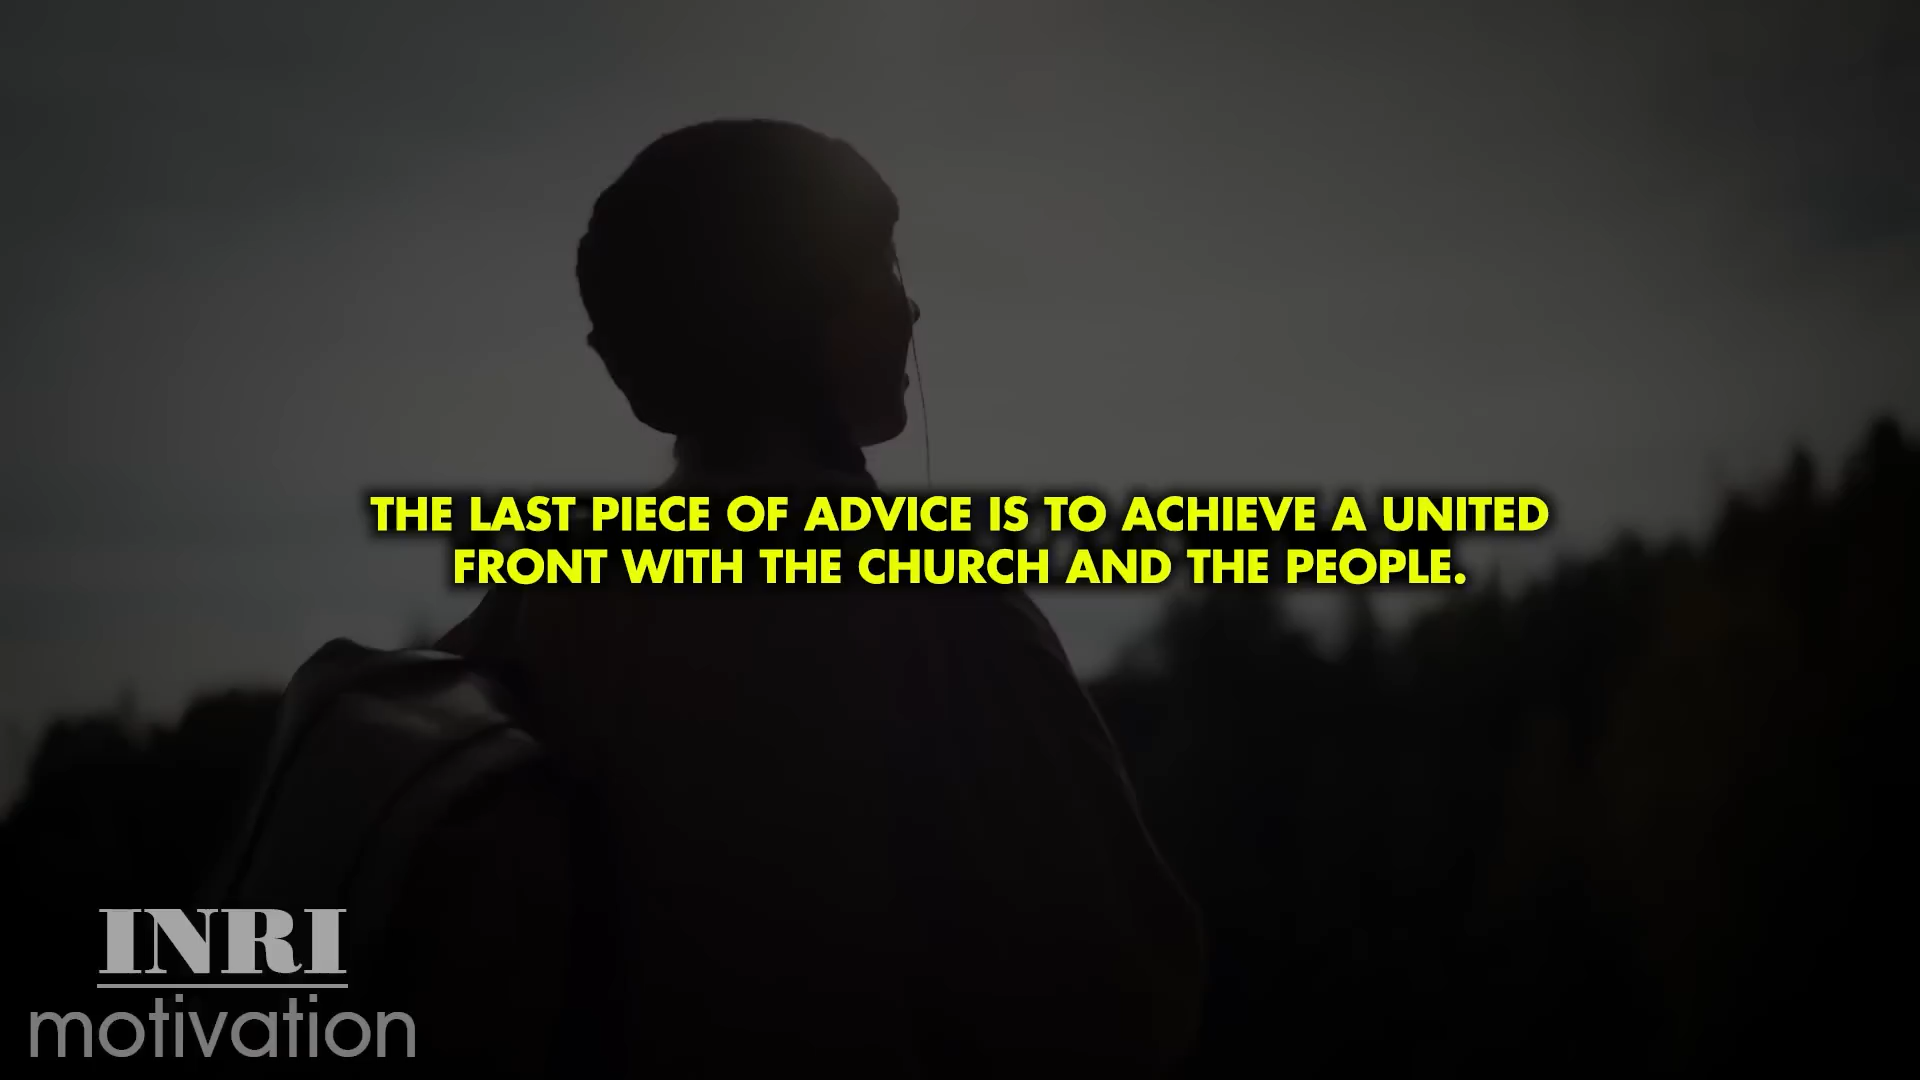 THE LAST PIECE OF ADVICE IS TO ACHIEVE A UNITED
FRONT WITH THE CHURCH AND THE PEOPLE.
INRI
motivation